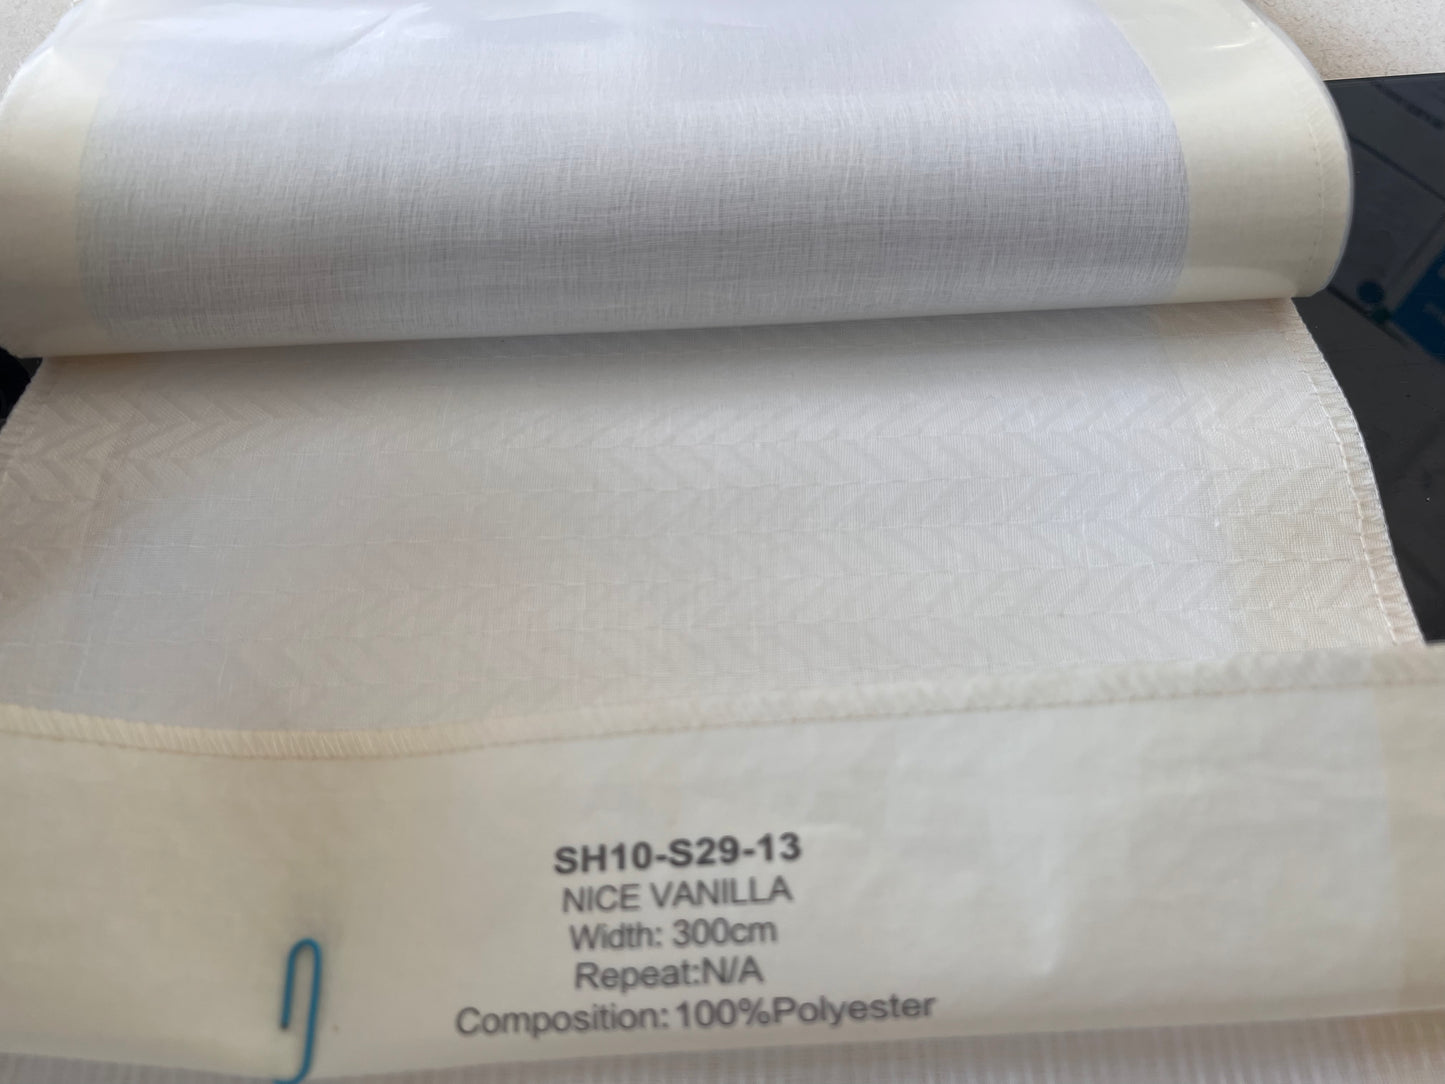 SH10-S29-13
NICE VANILLA
Width: 300cm
Repeat:N/A
Composition: 100%Polyester